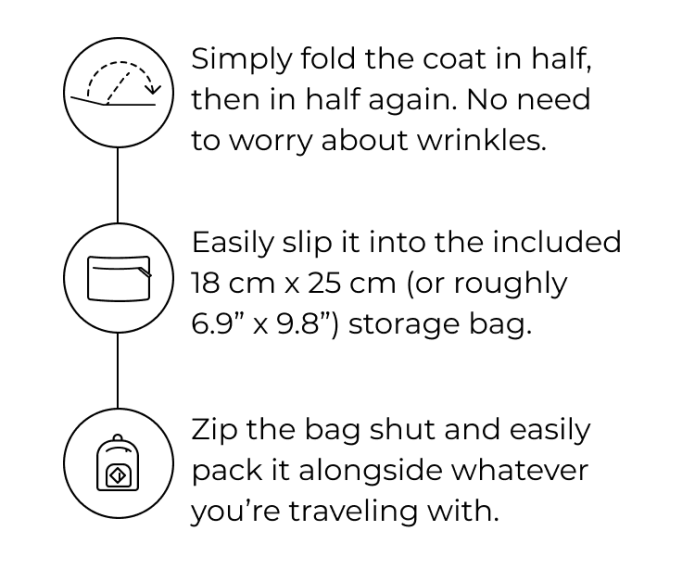 Simply fold the coat in half,
then in half again. No need
to worry about wrinkles.
Easily slip it into the included
18 cm x 25 cm (or roughly
6.9” x 9.8”) storage bag.
Zip the bag shut and easily
pack it alongside whatever
you’re traveling with.